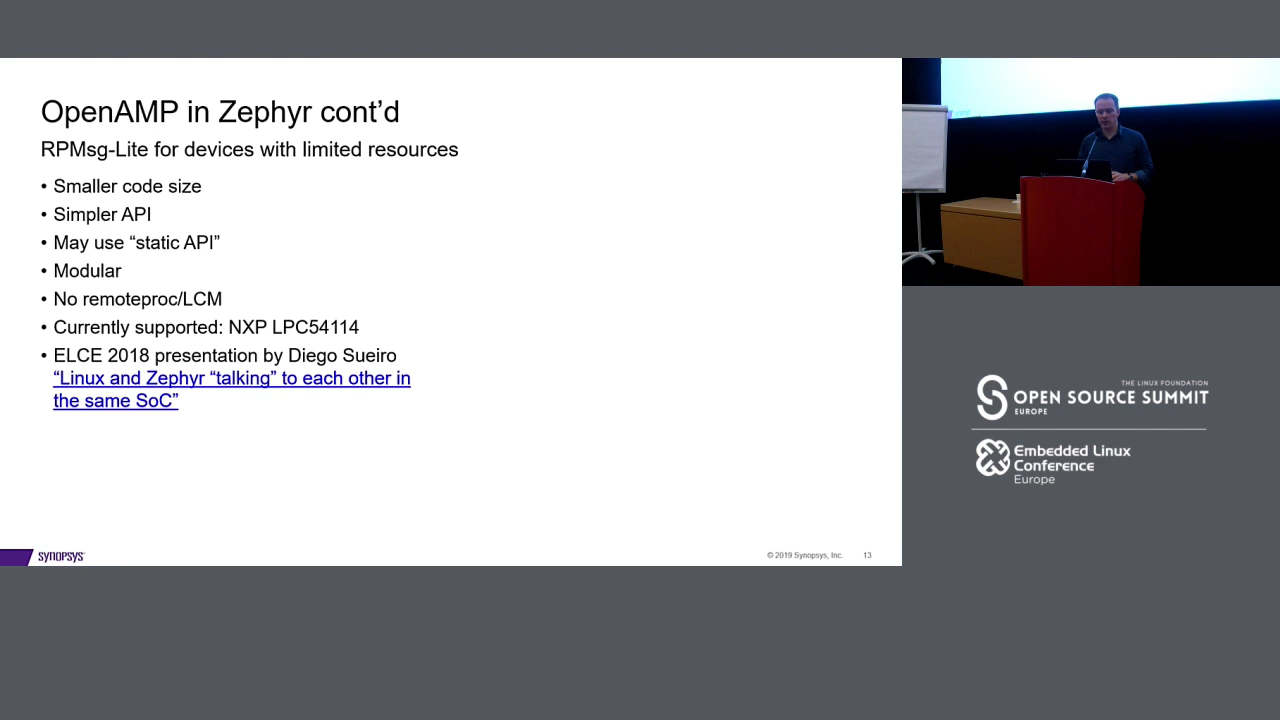 OpenAMP in Zephyr cont’d
RPMsg-Lite for devices with limited resources
• Smaller code size
• Simpler API
• May use “static API”
• Modular
• No remoteproc/LCM
• Currently supported: NXP LPC54114
• ELCE 2018 presentation by Diego Sueiro
“Linux and Zephyr “talking” to each other in
the same SoC”
SYNOPSYS
© 2019 Synopsys, Inc. 13
THE LINUX FOUNDATION
OPEN SOURCE SUMMIT
EUROPE
Embedded Linux
Conference
Europe